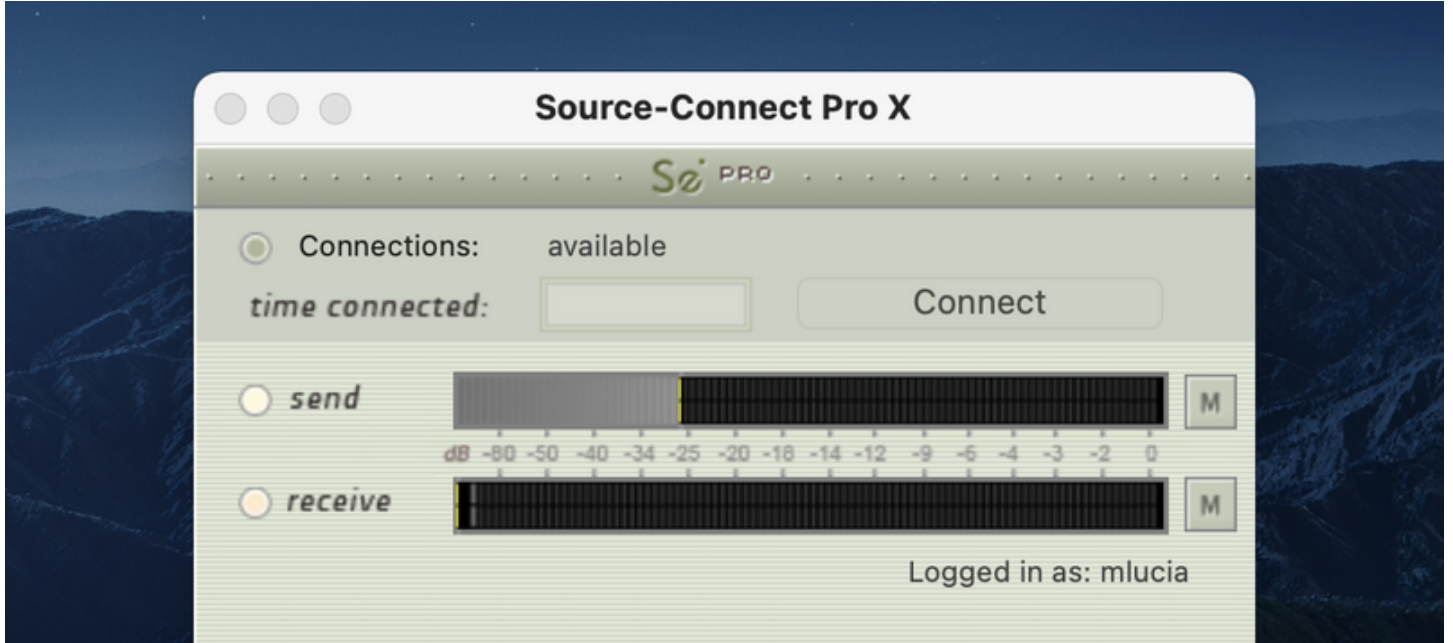 Source-Connect Pro X
Se PRO
Connections: available
time connected: Connect
send M
dB -80 -50 -40 -34 -25 -20 -18 -14 -12 -9 -6 -4 -3 -2 0
receive M
Logged in as: mlucia